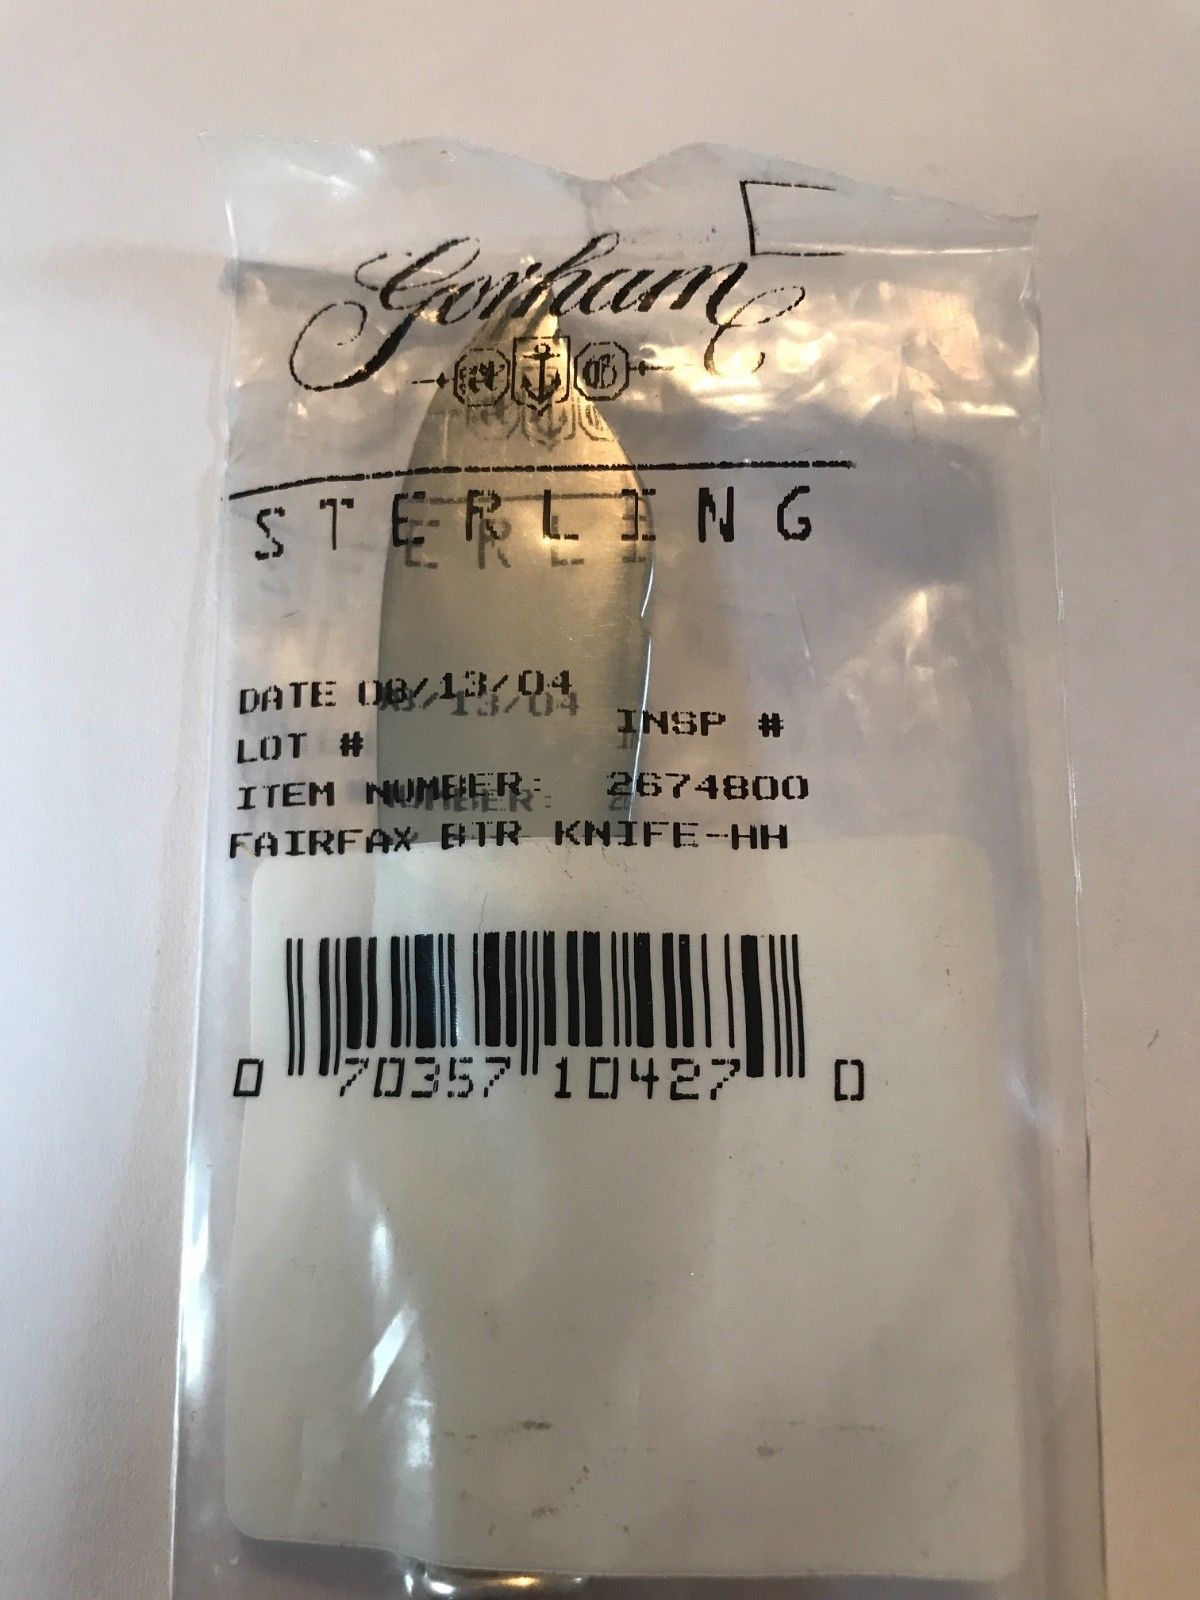 Gorham
STERLING
DATE 08/13/04
LOT # INSP #
ITEM NUMBER: 2674800
FAIRFAX BTR KNIFE-HH
0 70357 10427 0